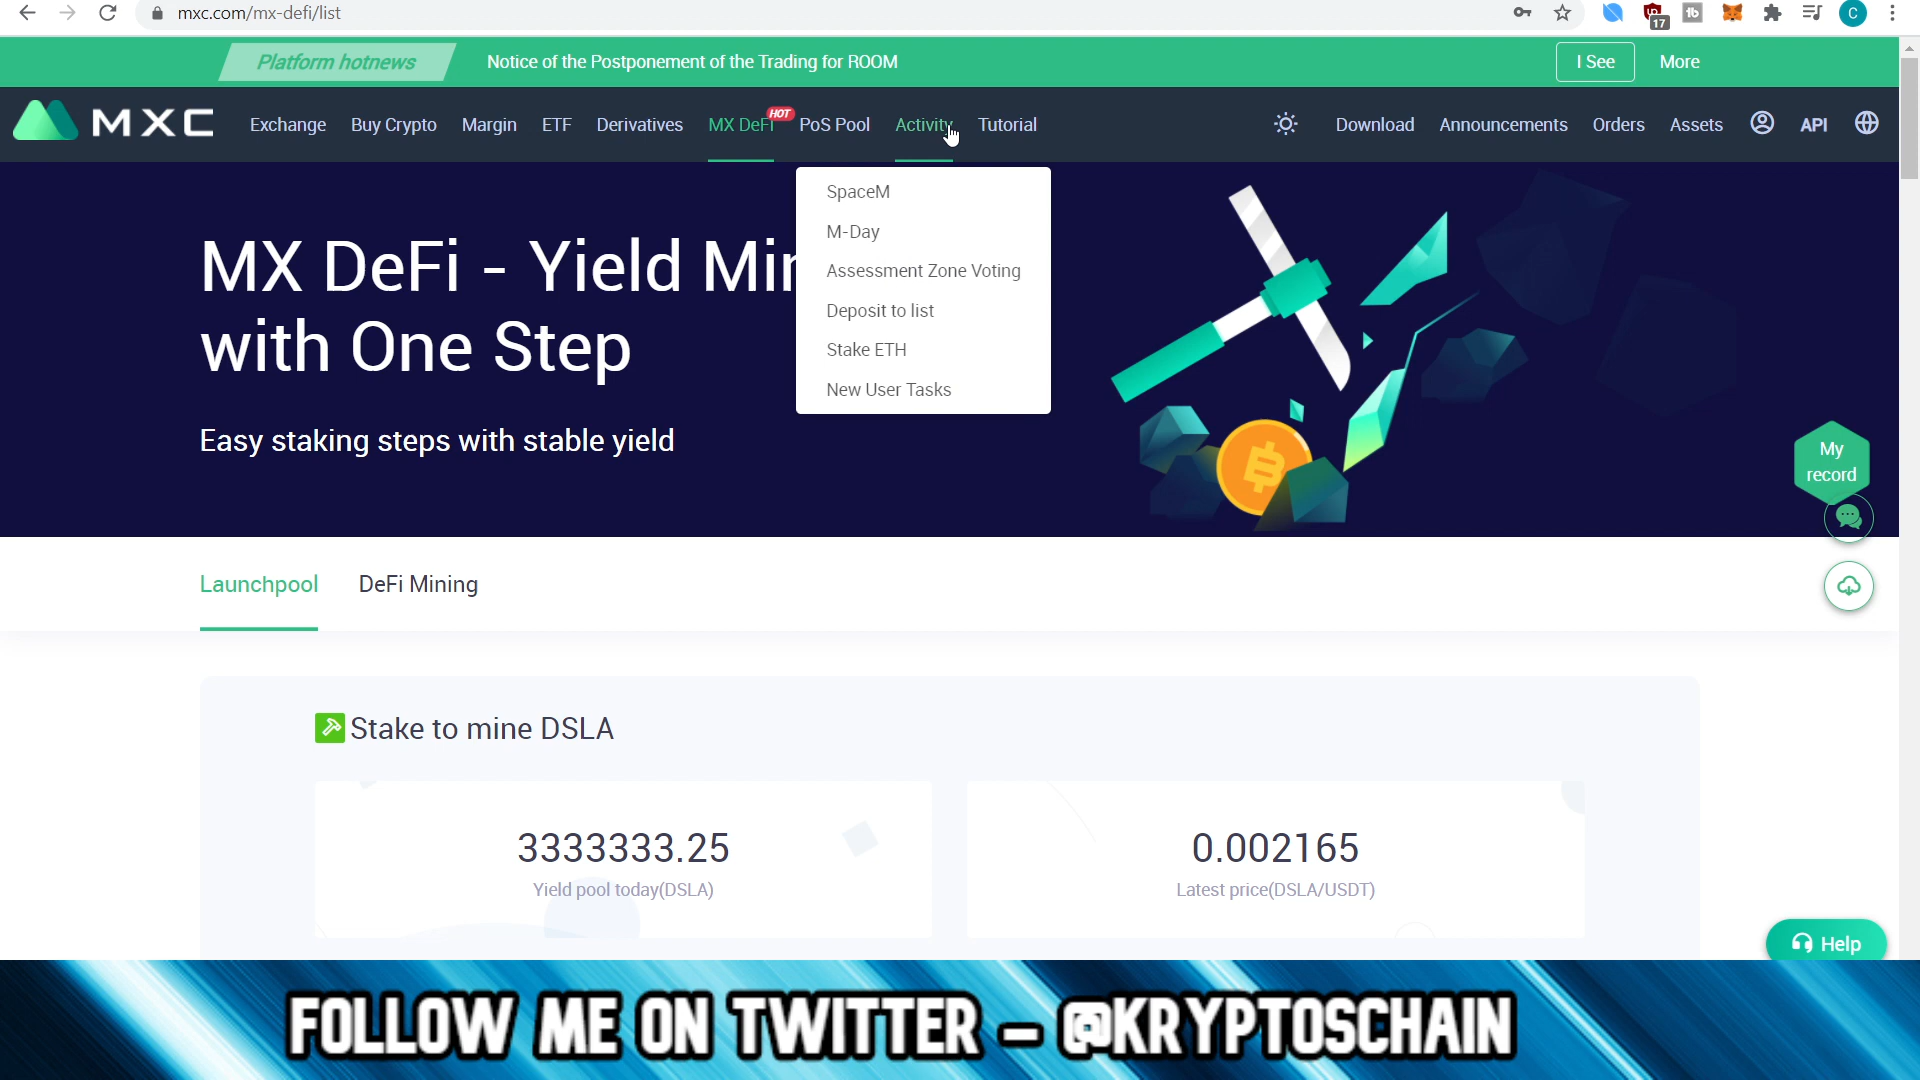 mxc.com/mx-defi/list
17
tb
C
Platform hotnews
Notice of the Postponement of the Trading for ROOM
I See
More
MXC
Exchange
Buy Crypto
Margin
ETF
Derivatives
MX DeFi
HOT
PoS Pool
Activity
Tutorial
Download
Announcements
Orders
Assets
API
SpaceM
M-Day
Assessment Zone Voting
Deposit to list
Stake ETH
New User Tasks
MX DeFi - Yield Min
with One Step
Easy staking steps with stable yield
My
record
Launchpool
DeFi Mining
Stake to mine DSLA
3333333.25
Yield pool today(DSLA)
0.002165
Latest price(DSLA/USDT)
Help
FOLLOW ME ON TWITTER – @KRYPTOSCHAIN